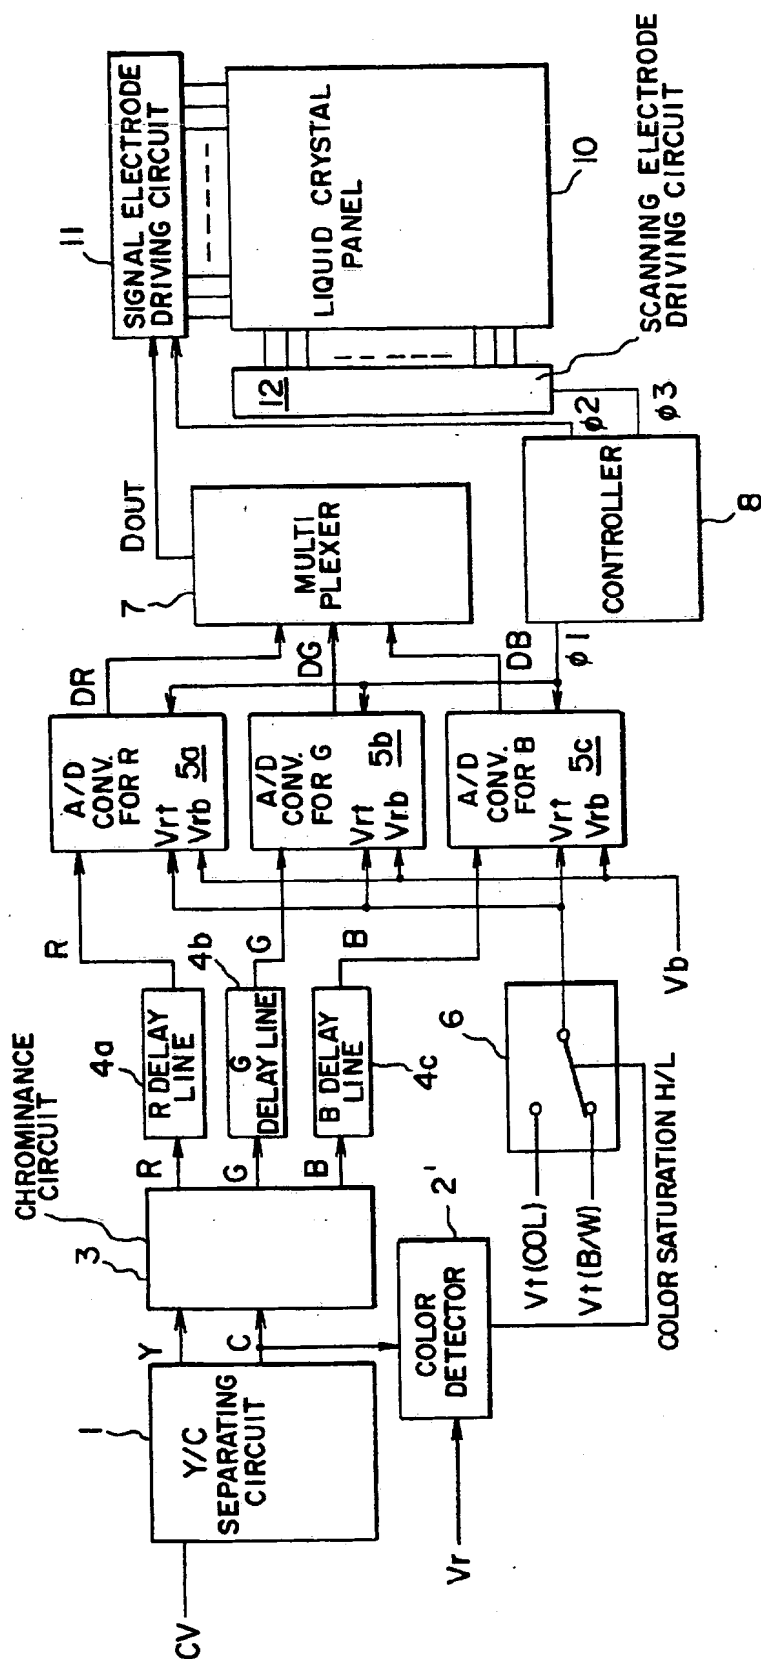 CV
1
Y/C
SEPARATING
CIRCUIT
Y
C
Vr
COLOR
DETECTOR
2'
3
CHROMINANCE
CIRCUIT
R
G
B
4a
R DELAY
LINE
4b
G
DELAY LINE
B DELAY
LINE
4c
R
G
B
Vt(COL)
Vt(B/W)
6
COLOR SATURATION H/L
Vb
A/D
CONV.
FOR R
Vrt
Vrb
5a
A/D
CONV.
FOR G
Vrt
Vrb
5b
A/D
CONV.
FOR B
Vrt
Vrb
5c
DR
DG
DB
φ1
7
MULTI
PLEXER
DOUT
CONTROLLER
8
φ2
φ3
11
SIGNAL ELECTRODE
DRIVING CIRCUIT
12
LIQUID CRYSTAL
PANEL
10
SCANNING ELECTRODE
DRIVING CIRCUIT